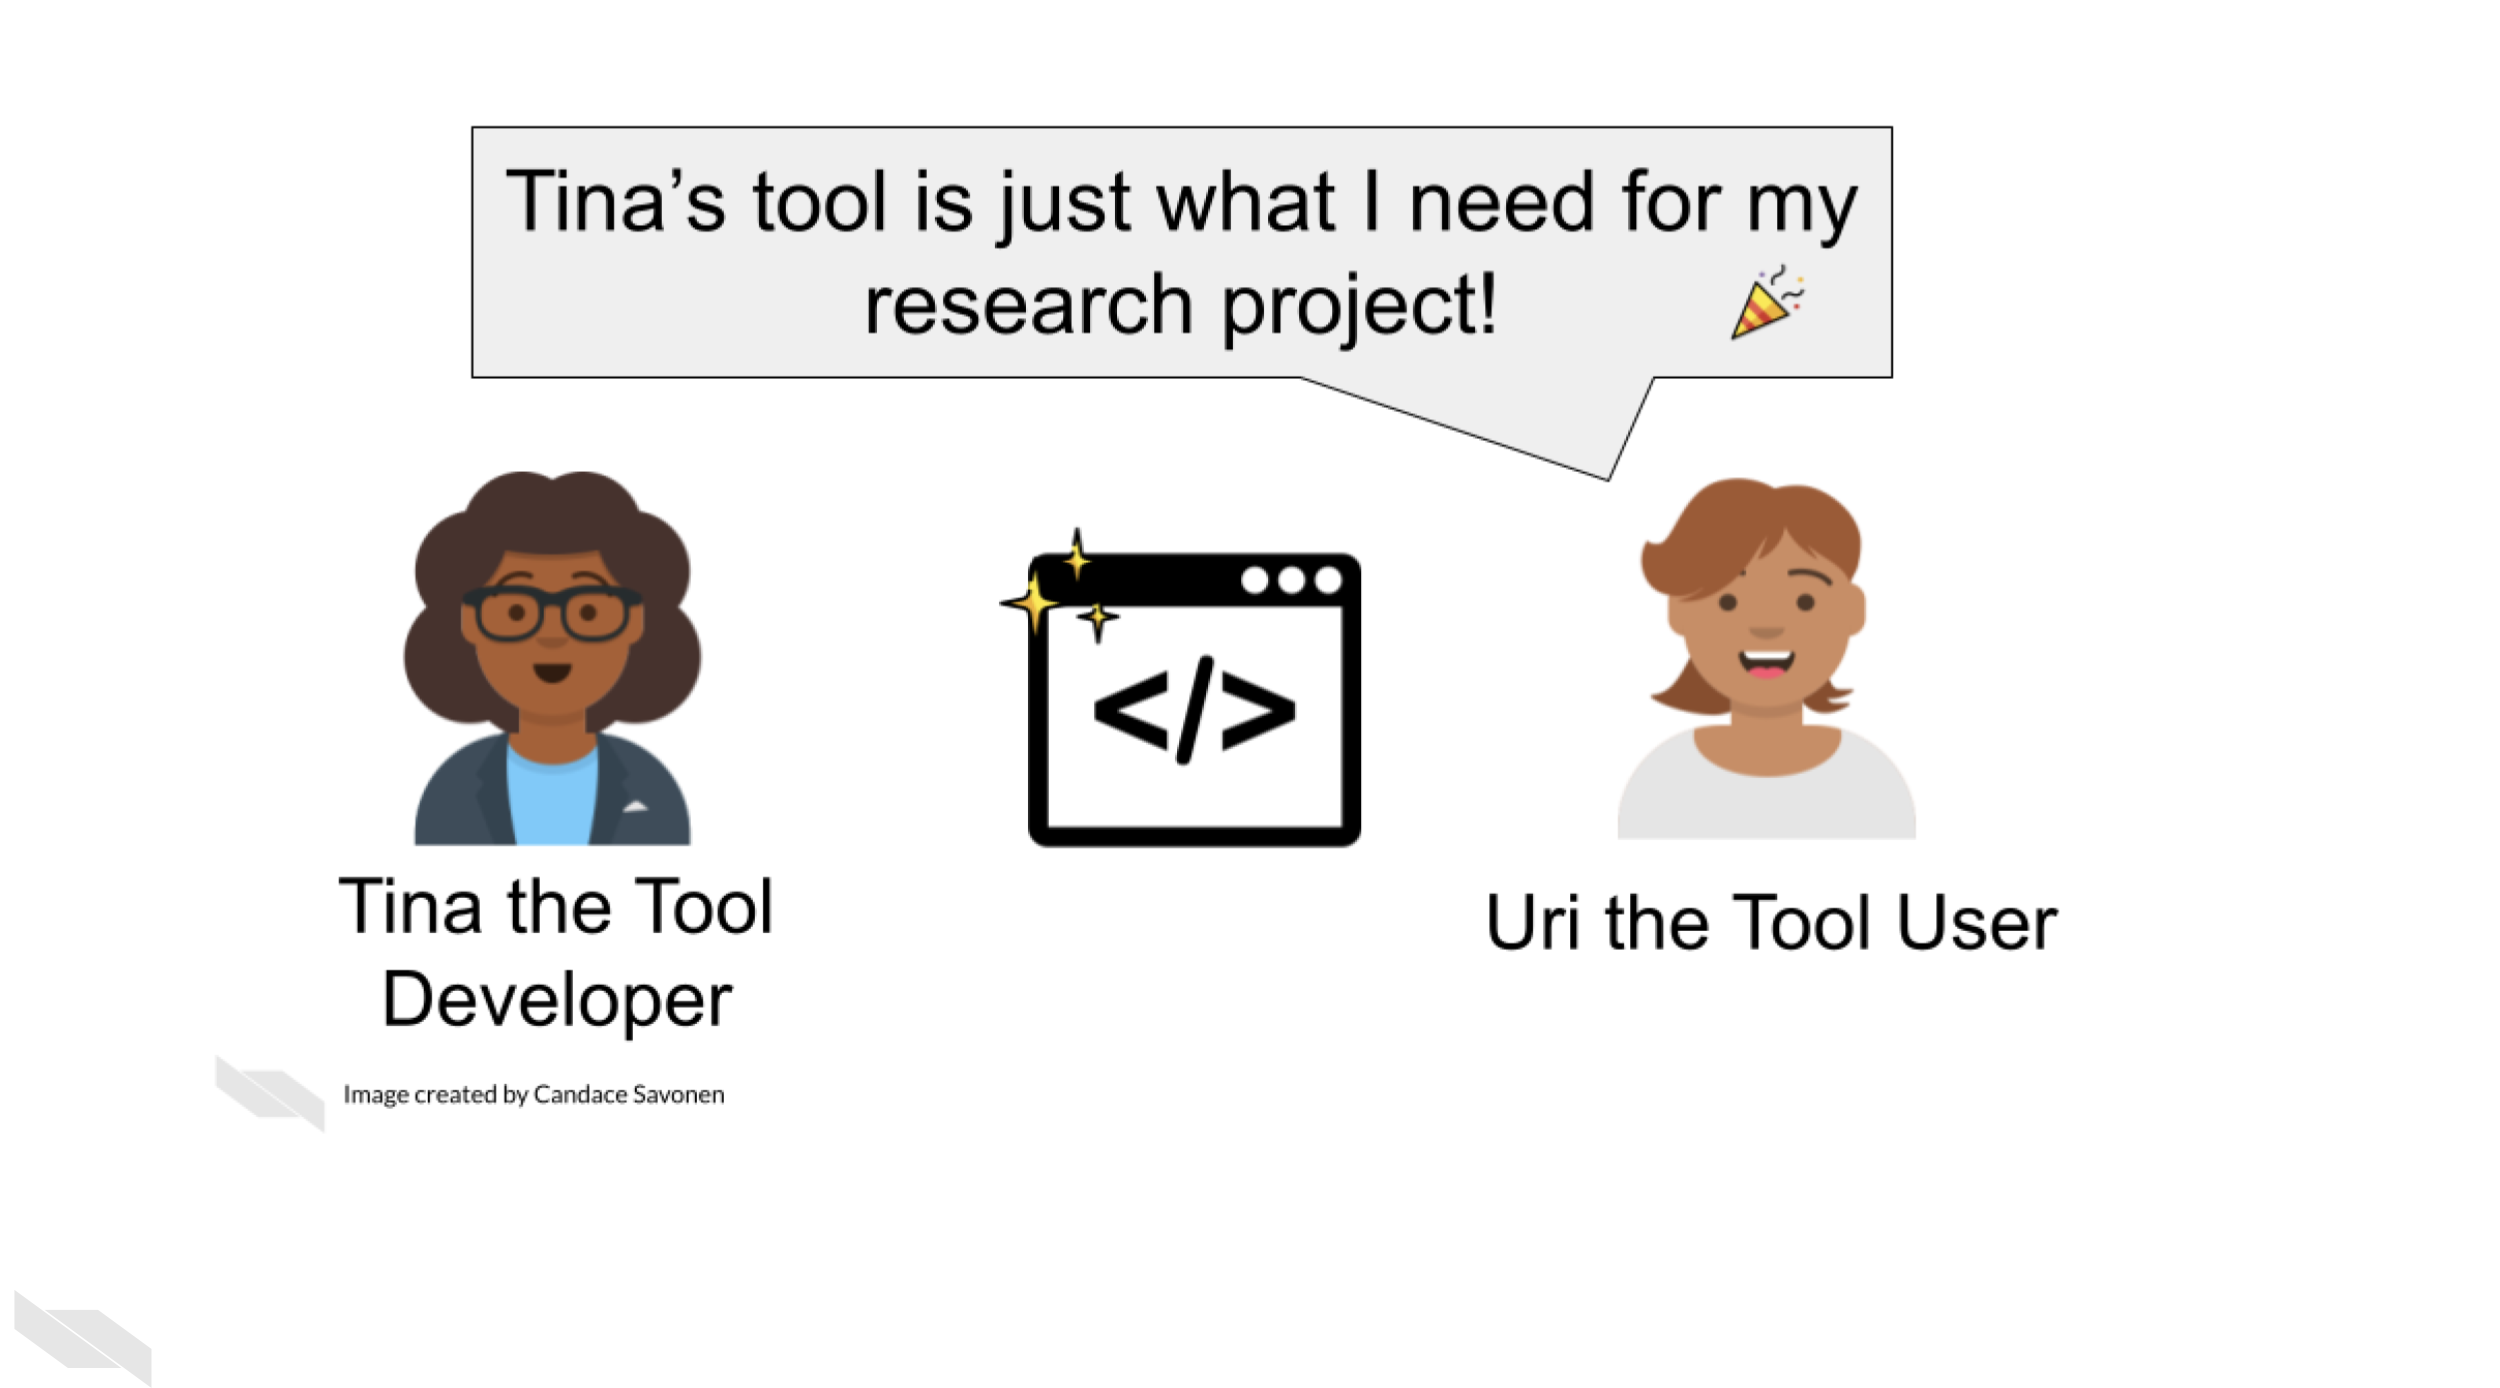 Tina’s tool is just what I need for my
research project!
</>
Tina the Tool
Developer
Uri the Tool User
Image created by Candace Savonen